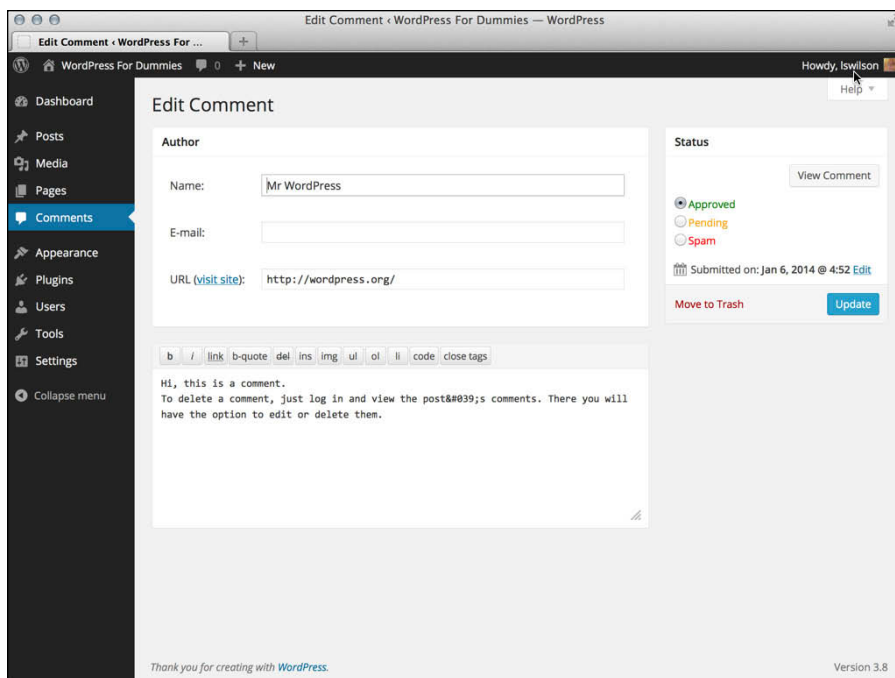 Edit Comment ‹ WordPress For Dummies — WordPress
Edit Comment ‹ WordPress For ...
WordPress For Dummies 0 + New Howdy, lswilson
Help
Dashboard
Posts
Media
Pages
Comments
Appearance
Plugins
Users
Tools
Settings
Collapse menu
Edit Comment
Author
Name: Mr WordPress
E-mail:
URL (visit site): http://wordpress.org/
b i link b-quote del ins img ul ol li code close tags
Hi, this is a comment.
To delete a comment, just log in and view the post&#039;s comments. There you will
have the option to edit or delete them.
Status
View Comment
Approved
Pending
Spam
Submitted on: Jan 6, 2014 @ 4:52 Edit
Move to Trash Update
Thank you for creating with WordPress. Version 3.8